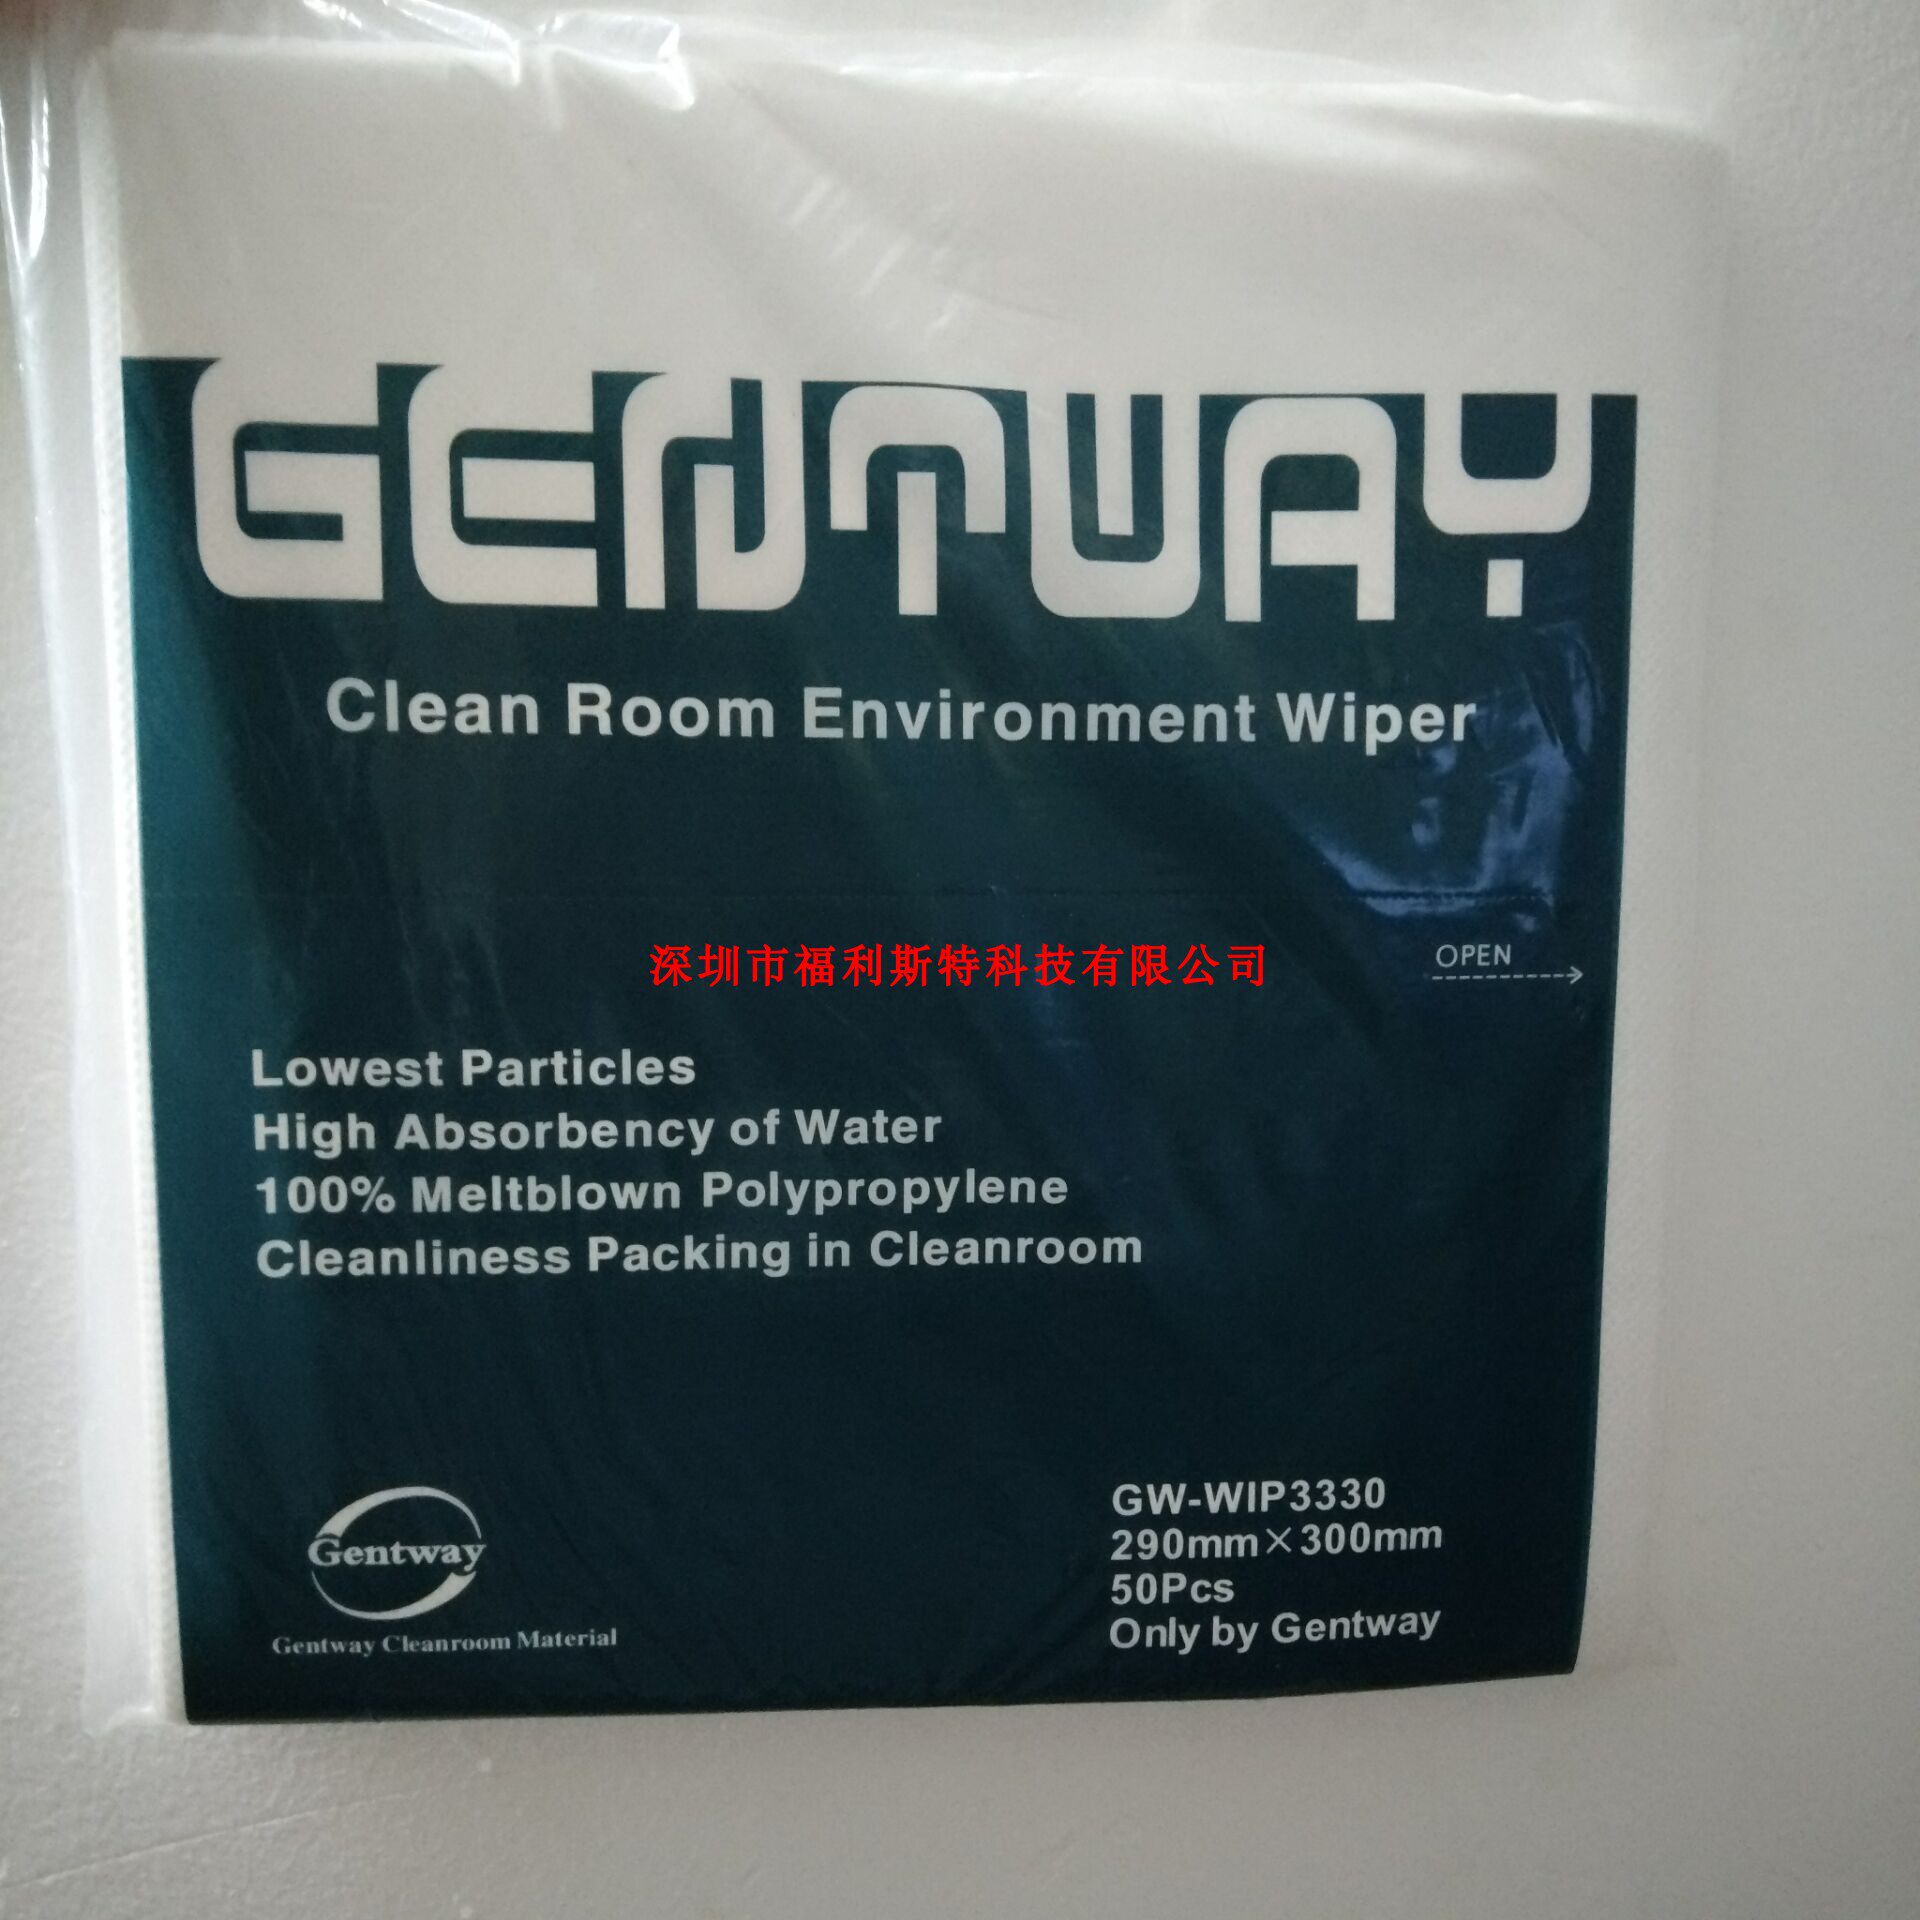 GENTWAY
Clean Room Environment Wiper
深圳市福利斯特科技有限公司
OPEN
Lowest Particles
High Absorbency of Water
100% Meltblown Polypropylene
Cleanliness Packing in Cleanroom
Gentway
Gentway Cleanroom Material
GW-WIP3330
290mm×300mm
50Pcs
Only by Gentway